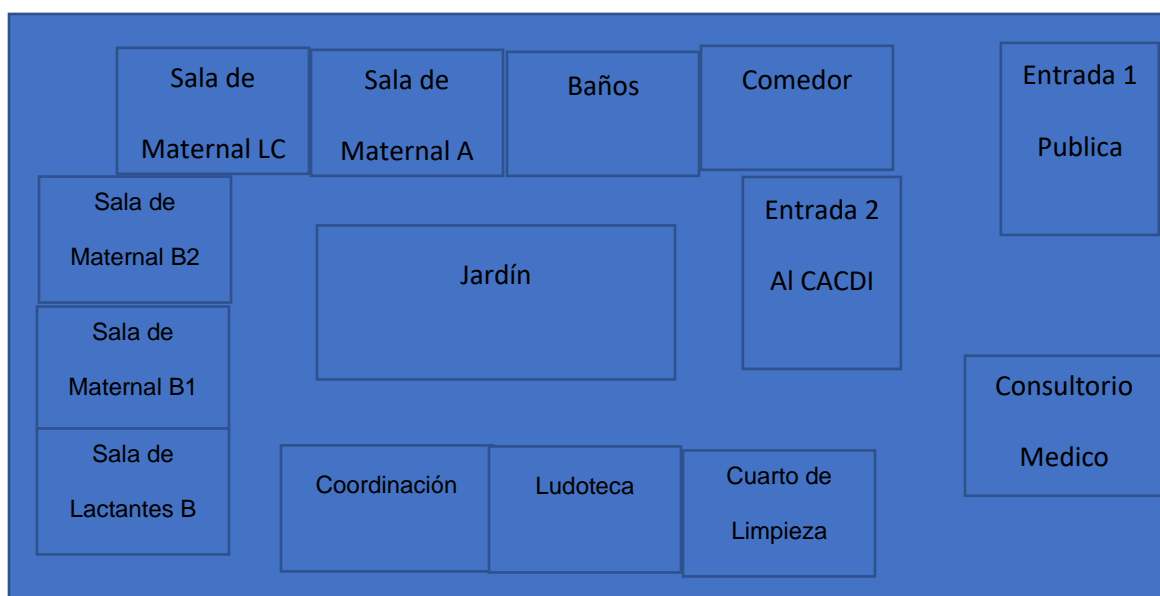 Sala de
Maternal LC
Sala de
Maternal A
Baños
Comedor
Entrada 1
Publica
Sala de
Maternal B2
Jardín
Entrada 2
Al CACDI
Sala de
Maternal B1
Consultorio
Medico
Sala de
Lactantes B
Coordinación
Ludoteca
Cuarto de
Limpieza